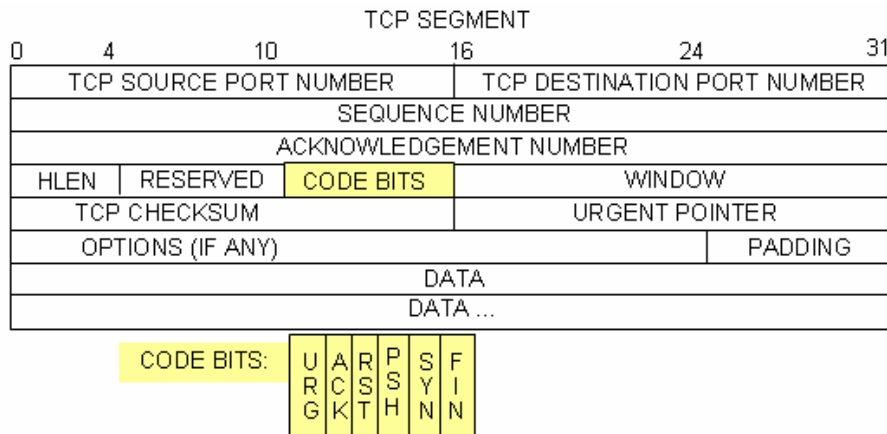 TCP SEGMENT
0 4 10 16 24 31
TCP SOURCE PORT NUMBER TCP DESTINATION PORT NUMBER
SEQUENCE NUMBER
ACKNOWLEDGEMENT NUMBER
HLEN RESERVED CODE BITS WINDOW
TCP CHECKSUM URGENT POINTER
OPTIONS (IF ANY) PADDING
DATA
DATA ...
CODE BITS: URG ACK RST PSH SYN FIN